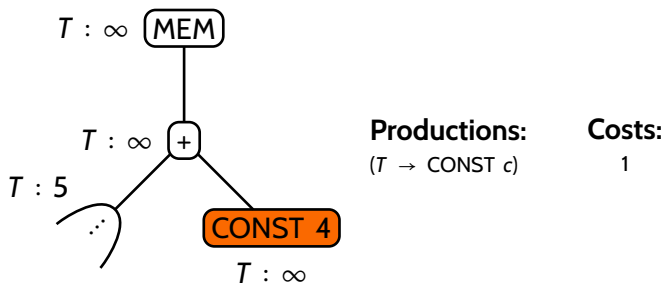 T : ∞ MEM
T : ∞ +
Productions: Costs:
(T → CONST c) 1
T : 5
⋰
CONST 4
T : ∞